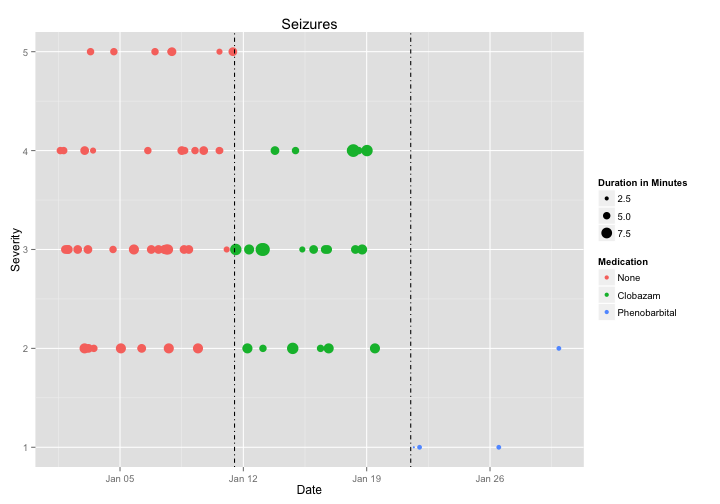 Seizures
5
4
3
2
1
Severity
Jan 05
Jan 12
Jan 19
Jan 26
Date
Duration in Minutes
2.5
5.0
7.5
Medication
None
Clobazam
Phenobarbital